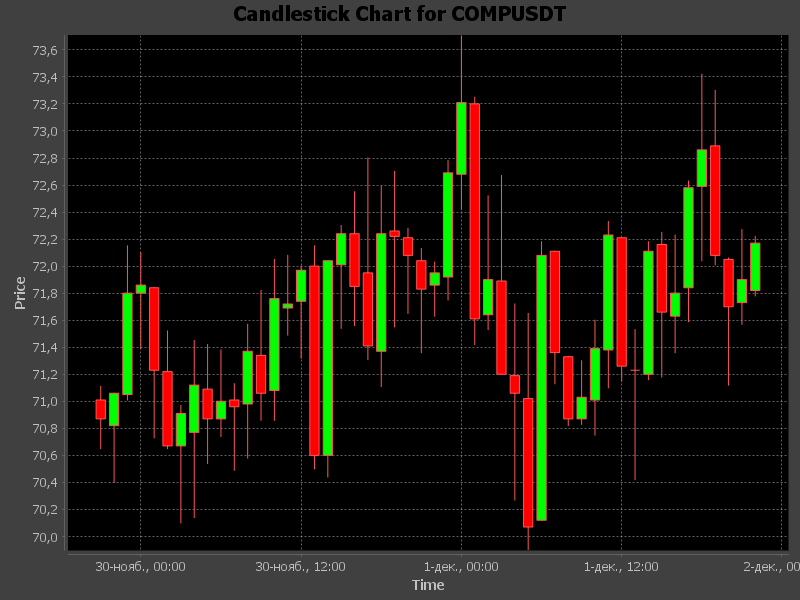 Candlestick Chart for COMPUSDT
73,6
73,4
73,2
73,0
72,8
72,6
72,4
72,2
72,0
71,8
71,6
71,4
71,2
71,0
70,8
70,6
70,4
70,2
70,0
Price
30-нояб., 00:00
30-нояб., 12:00
1-дек., 00:00
1-дек., 12:00
2-дек., 00
Time